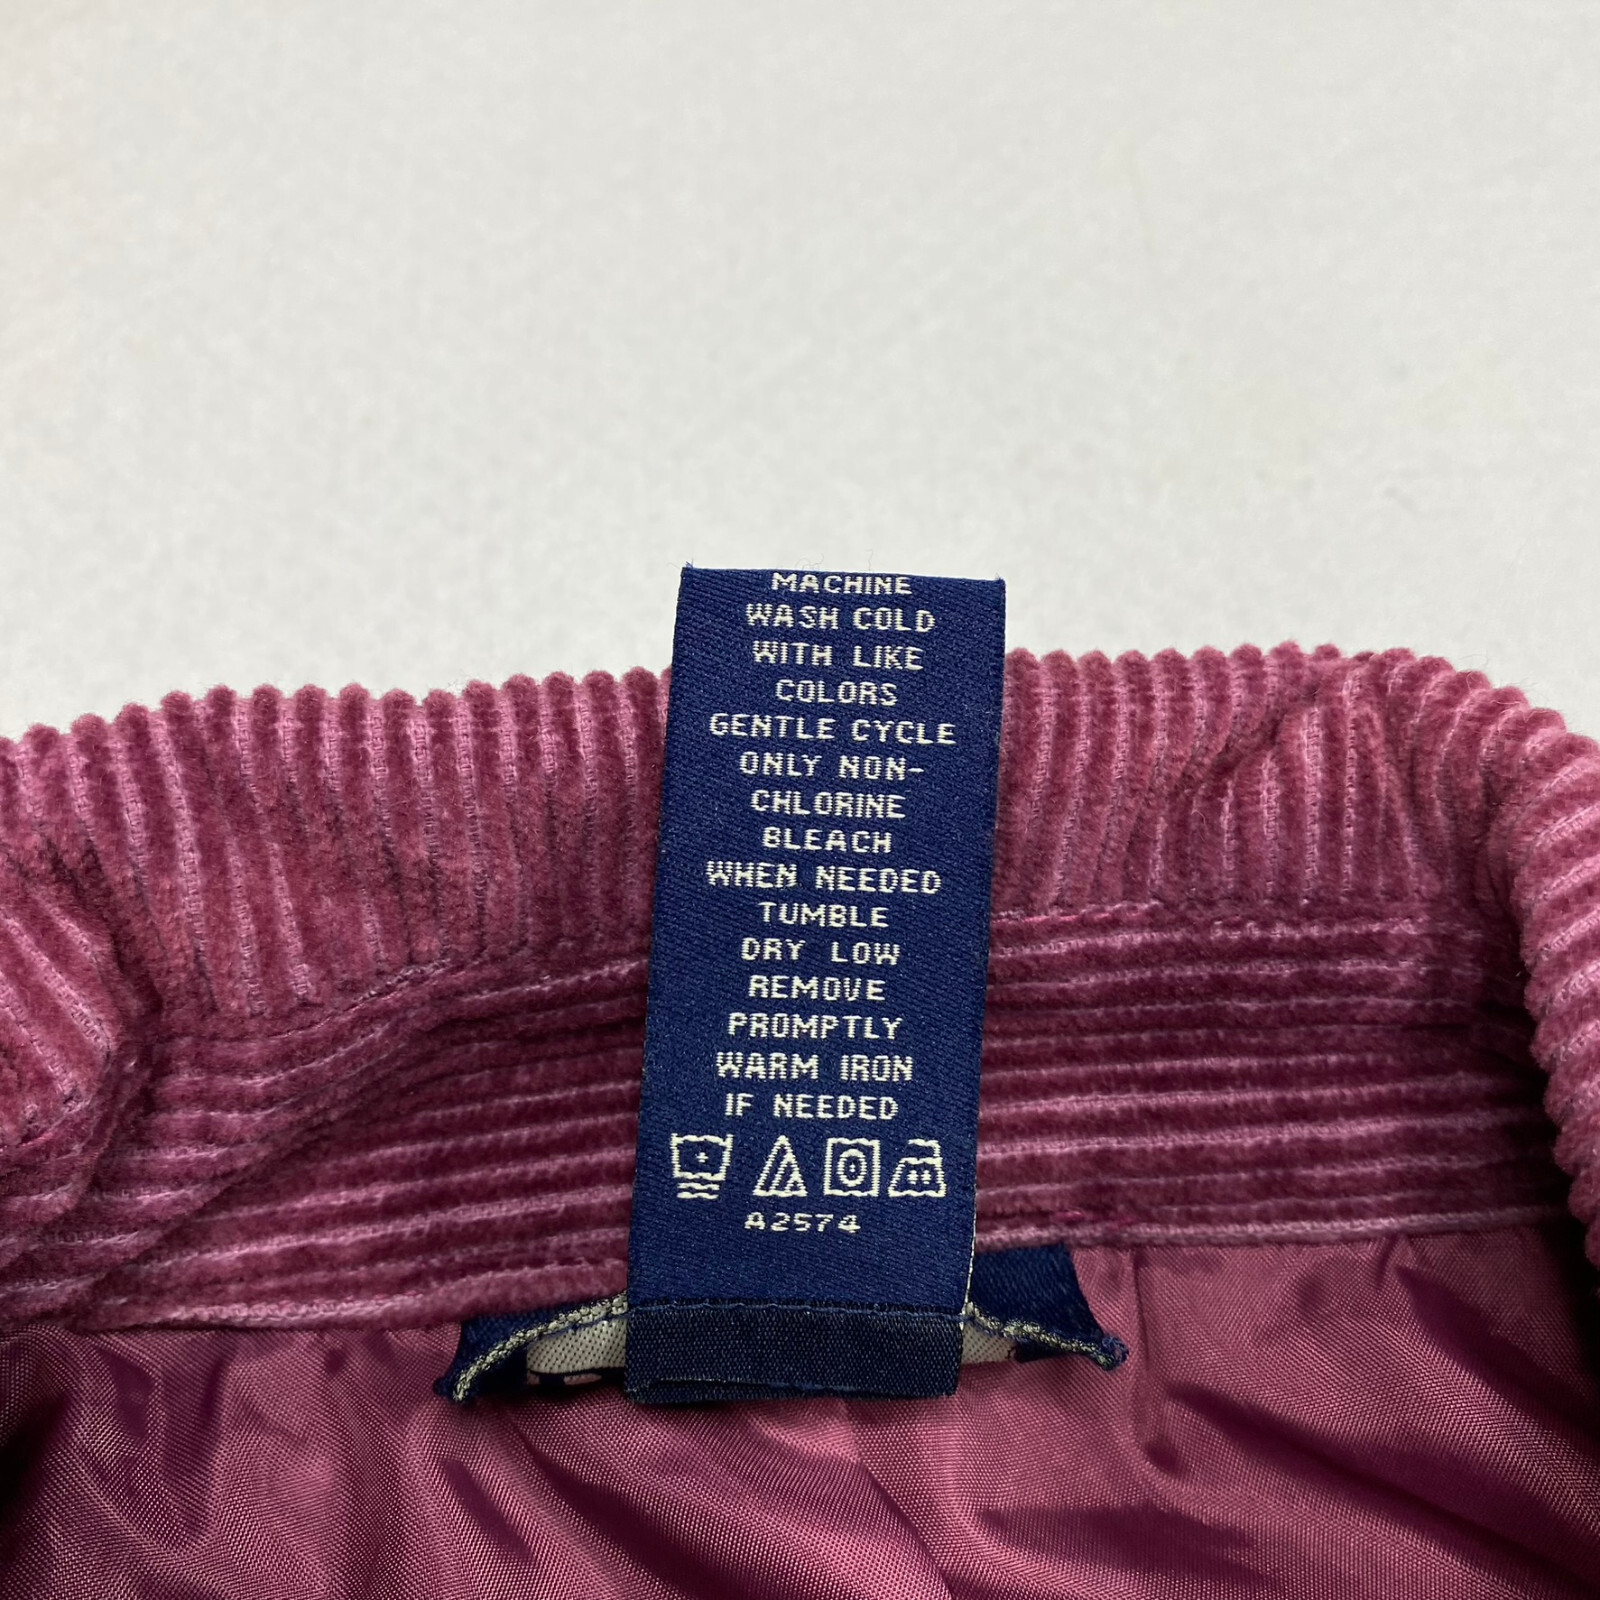 MACHINE
WASH COLD
WITH LIKE
COLORS
GENTLE CYCLE
ONLY NON-
CHLORINE
BLEACH
WHEN NEEDED
TUMBLE
DRY LOW
REMOVE
PROMPTLY
WARM IRON
IF NEEDED
A2574